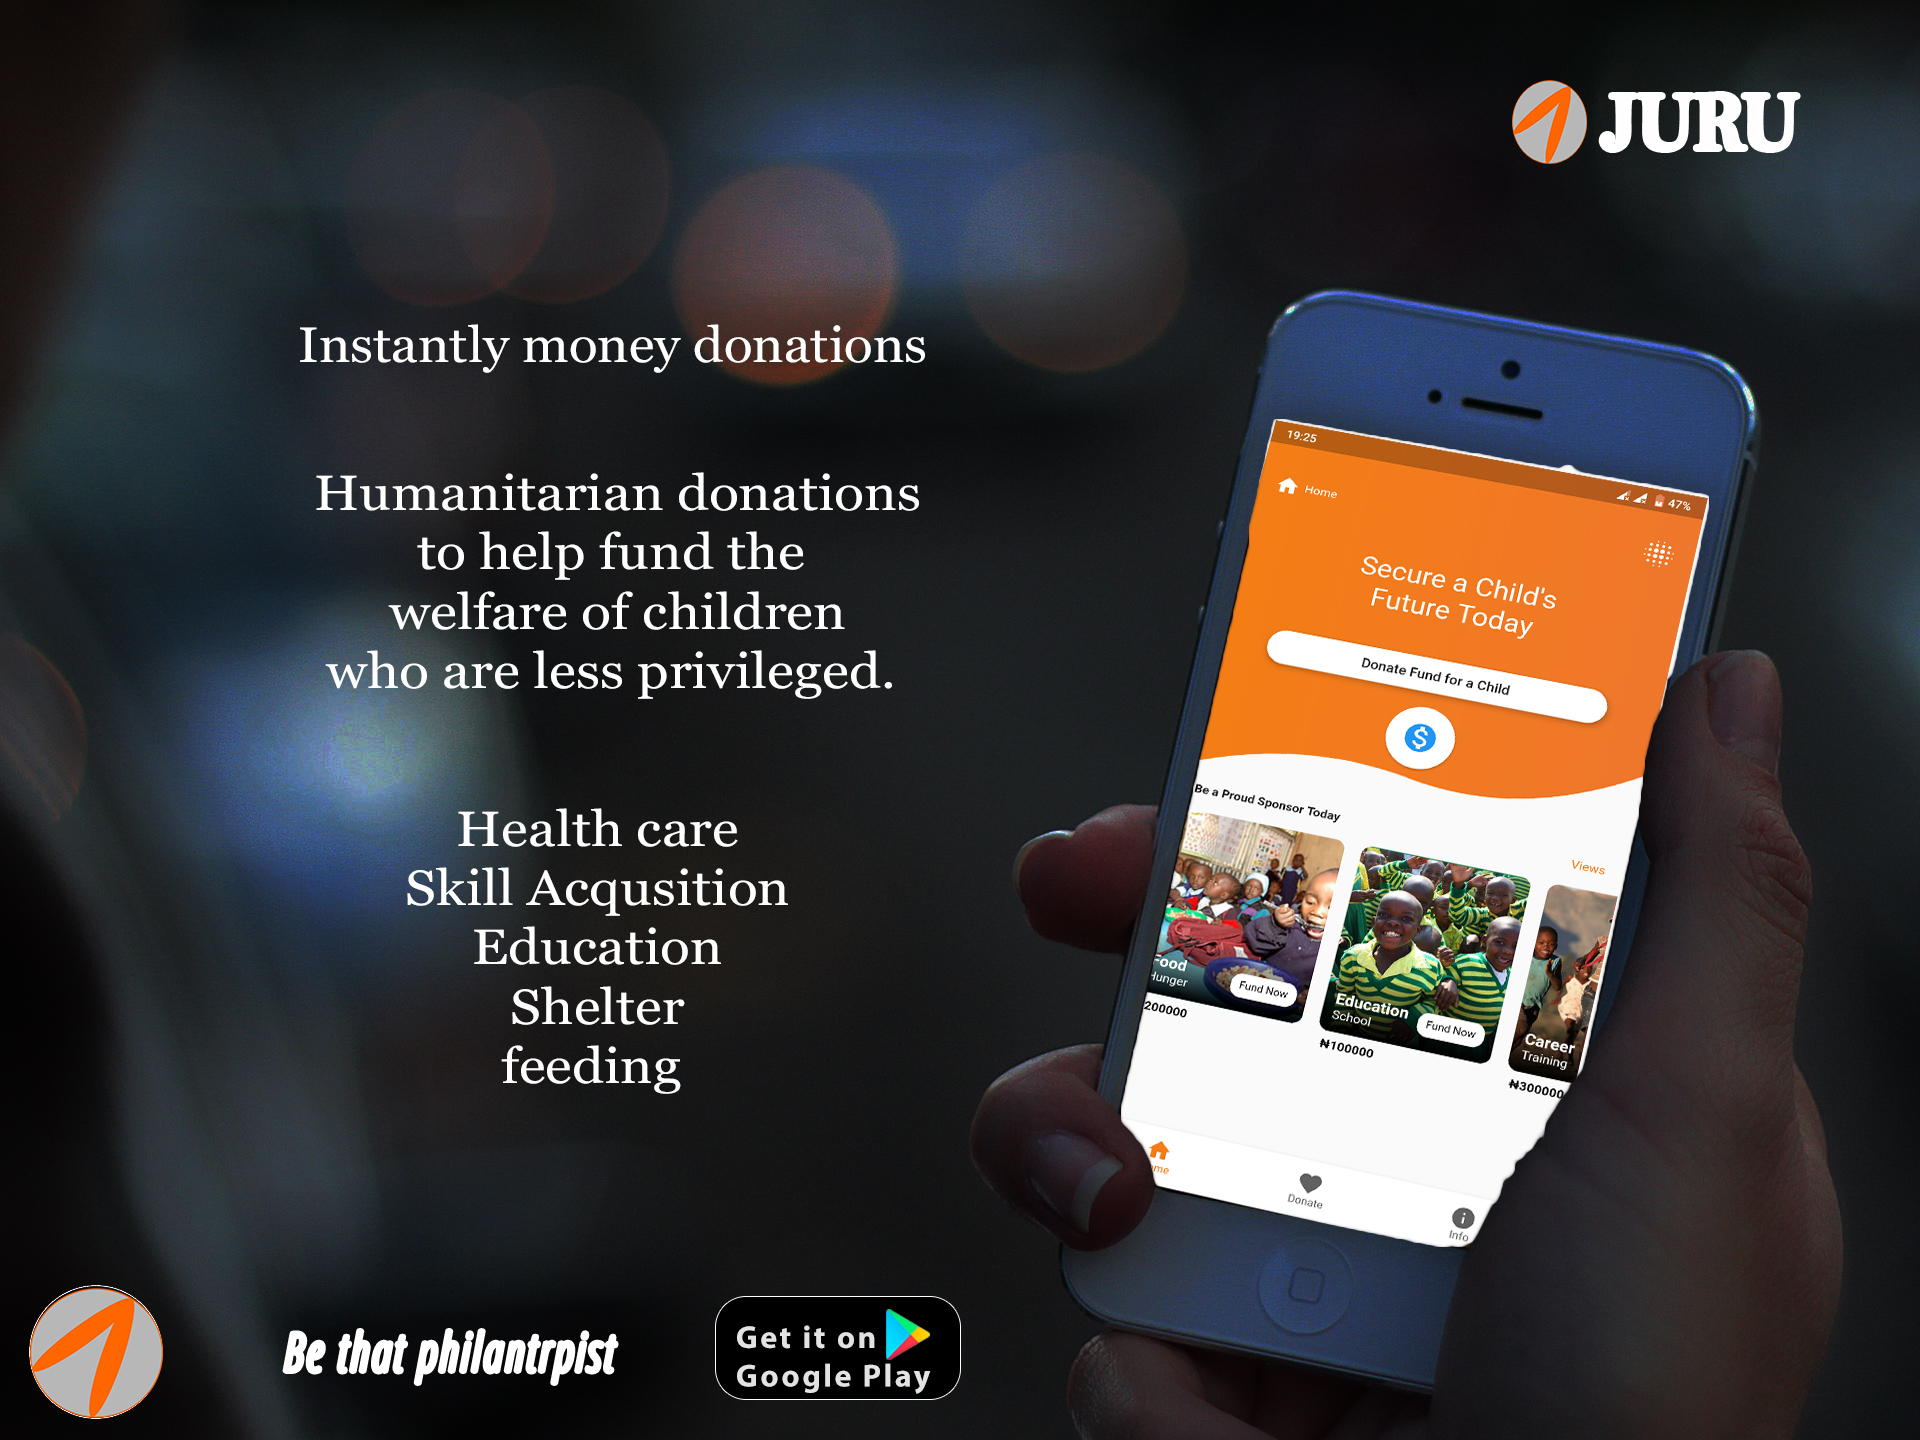 JURU
Instantly money donations
Humanitarian donations
to help fund the
welfare of children
who are less privileged.
Health care
Skill Acqusition
Education
Shelter
feeding
Be that philantrpist
Get it on
Google Play
19:25
47%
Home
Secure a Child's
Future Today
Donate Fund for a Child
$
Be a Proud Sponsor Today
Views
Food
Hunger
Fund Now
200000
Education
School
Fund Now
₦100000
Career
Training
₦300000
ome
Donate
Info